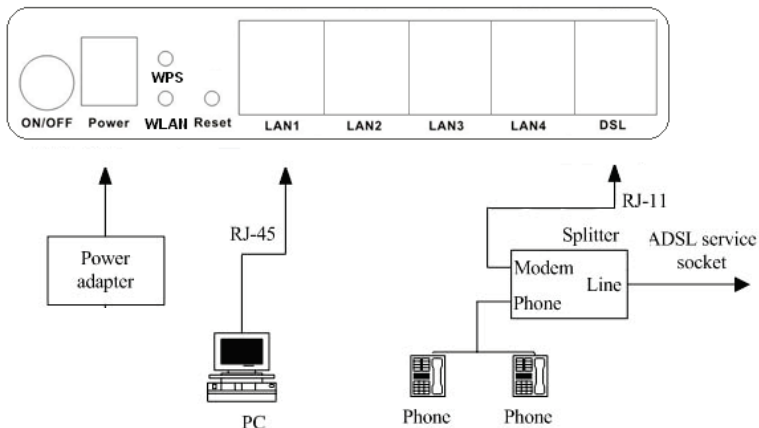 WPS
ON/OFF Power WLAN Reset LAN1 LAN2 LAN3 LAN4 DSL
RJ-45
RJ-11
Power
adapter
Splitter
ADSL service
socket
Modem
Phone
Line
PC
Phone
Phone